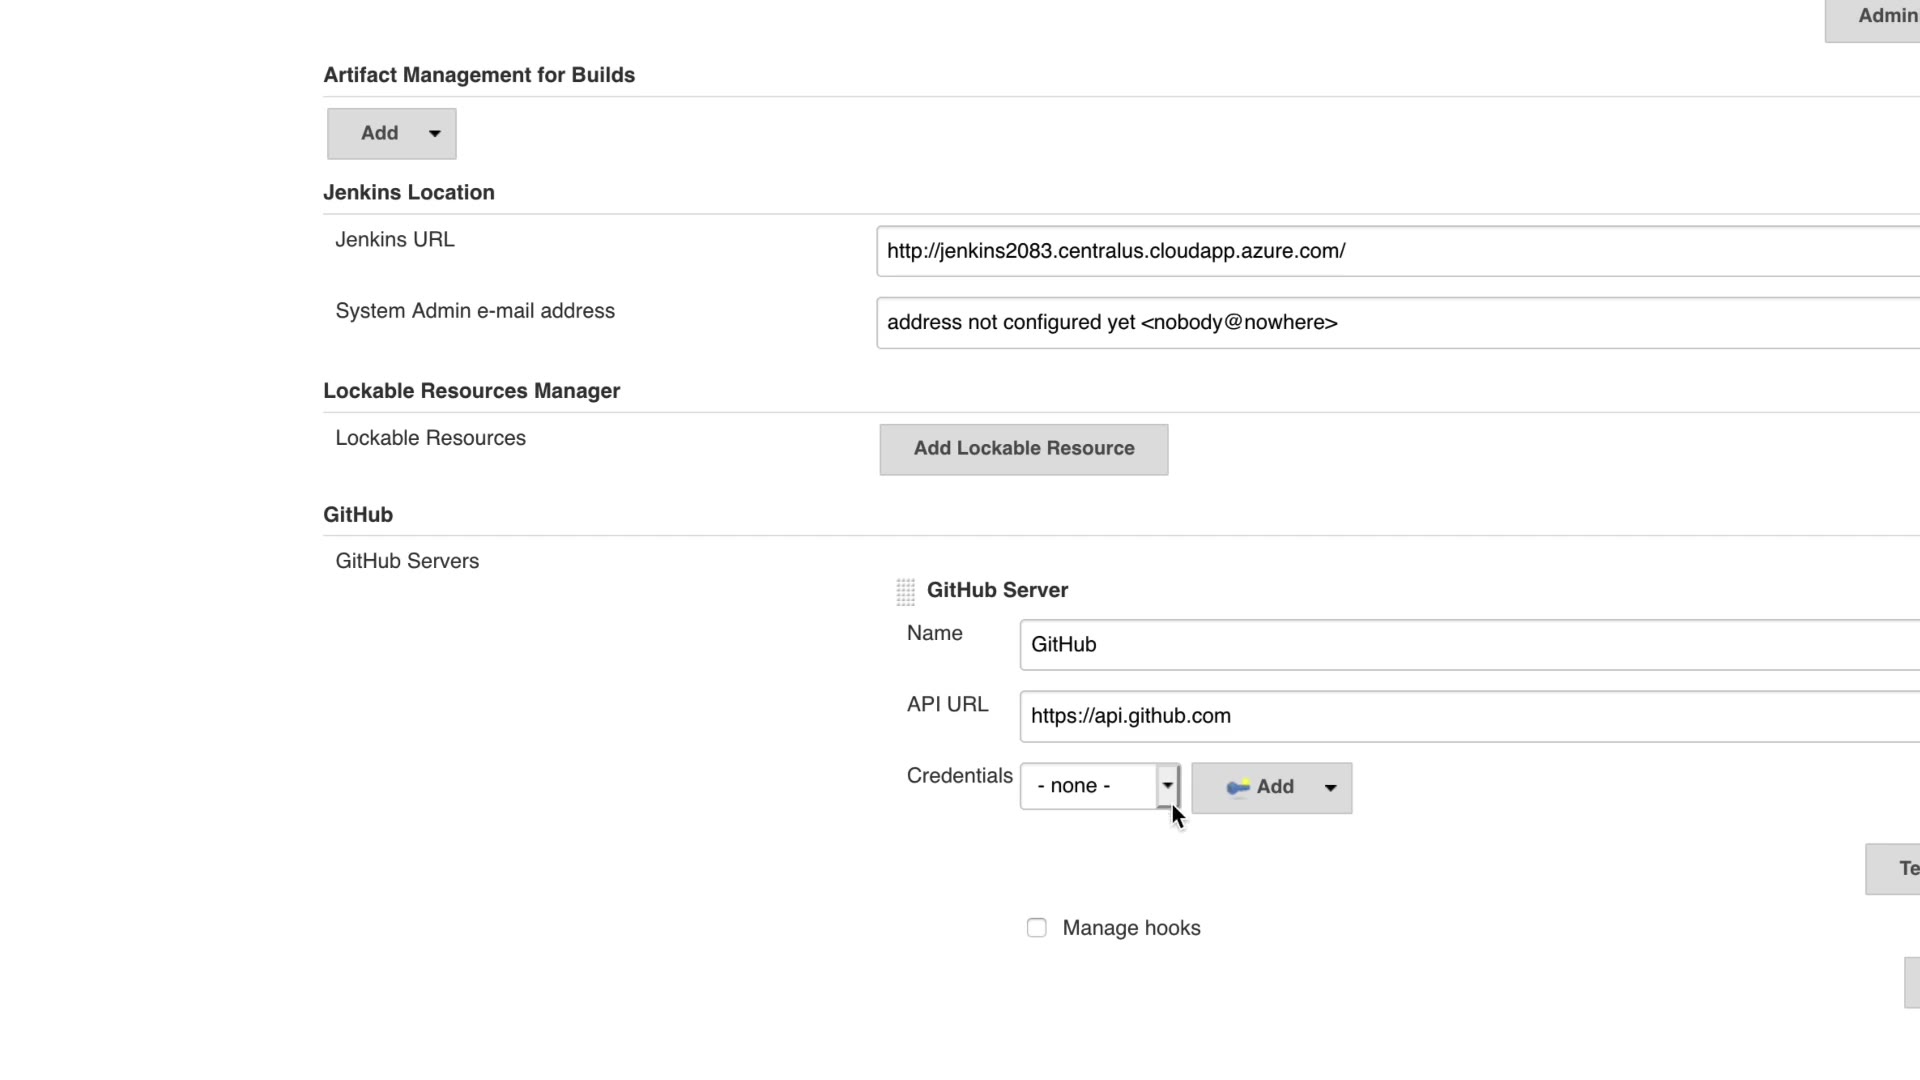 Admin
Artifact Management for Builds
Add
Jenkins Location
Jenkins URL
http://jenkins2083.centralus.cloudapp.azure.com/
System Admin e-mail address
address not configured yet <nobody@nowhere>
Lockable Resources Manager
Lockable Resources
Add Lockable Resource
GitHub
GitHub Servers
GitHub Server
Name
GitHub
API URL
https://api.github.com
Credentials
- none -
Add
Te
Manage hooks